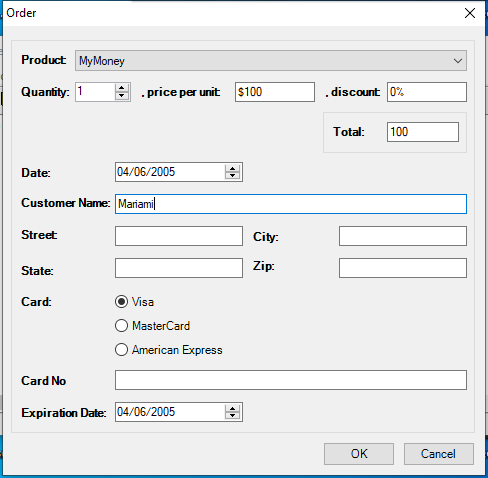 Order
Product: MyMoney
Quantity: 1 , price per unit: $100 , discount: 0%
Total: 100
Date: 04/06/2005
Customer Name: Mariami
Street: City:
State: Zip:
Card: Visa
MasterCard
American Express
Card No
Expiration Date: 04/06/2005
OK Cancel